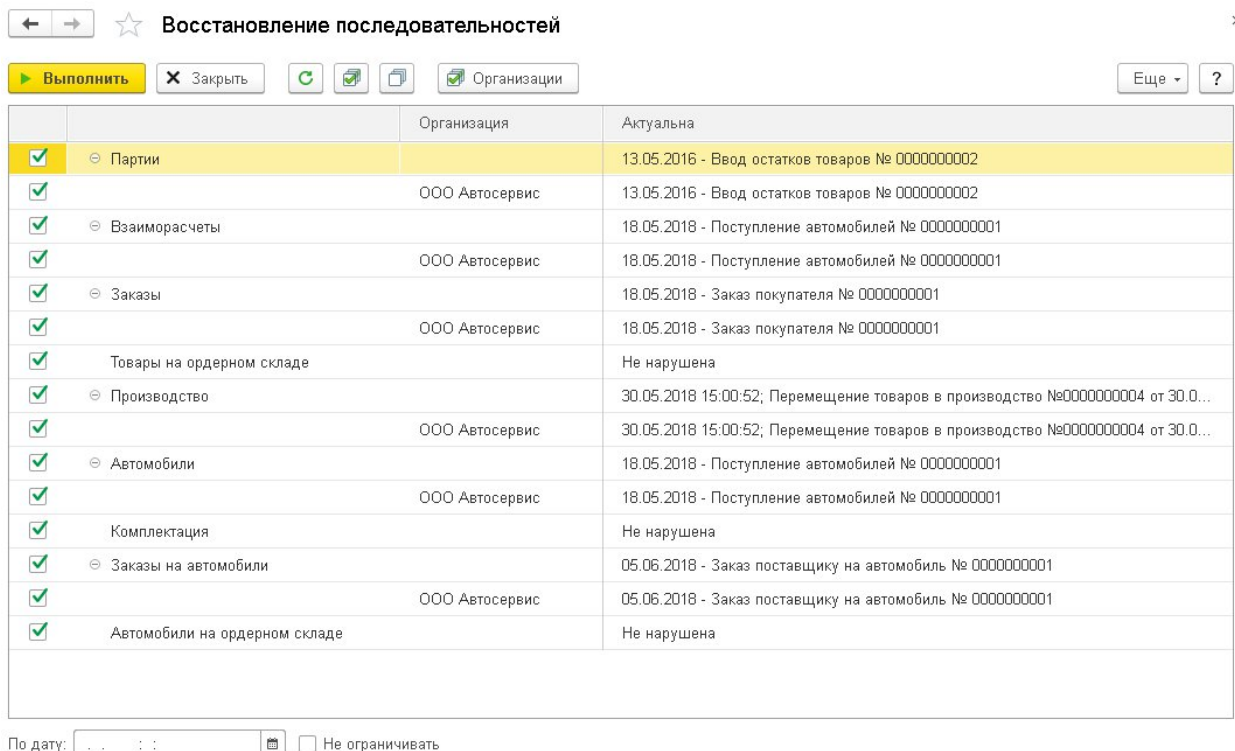 Восстановление последовательностей
Выполнить Закрыть Организации Еще ?
Организация Актуальна
Партии 13.05.2016 - Ввод остатков товаров № 0000000002
ООО Автосервис 13.05.2016 - Ввод остатков товаров № 0000000002
Взаиморасчеты 18.05.2018 - Поступление автомобилей № 0000000001
ООО Автосервис 18.05.2018 - Поступление автомобилей № 0000000001
Заказы 18.05.2018 - Заказ покупателя № 0000000001
ООО Автосервис 18.05.2018 - Заказ покупателя № 0000000001
Товары на ордерном складе Не нарушена
Производство 30.05.2018 15:00:52; Перемещение товаров в производство №0000000004 от 30.0...
ООО Автосервис 30.05.2018 15:00:52; Перемещение товаров в производство №0000000004 от 30.0...
Автомобили 18.05.2018 - Поступление автомобилей № 0000000001
ООО Автосервис 18.05.2018 - Поступление автомобилей № 0000000001
Комплектация Не нарушена
Заказы на автомобили 05.06.2018 - Заказ поставщику на автомобиль № 0000000001
ООО Автосервис 05.06.2018 - Заказ поставщику на автомобиль № 0000000001
Автомобили на ордерном складе Не нарушена
По дату: . . : : Не ограничивать